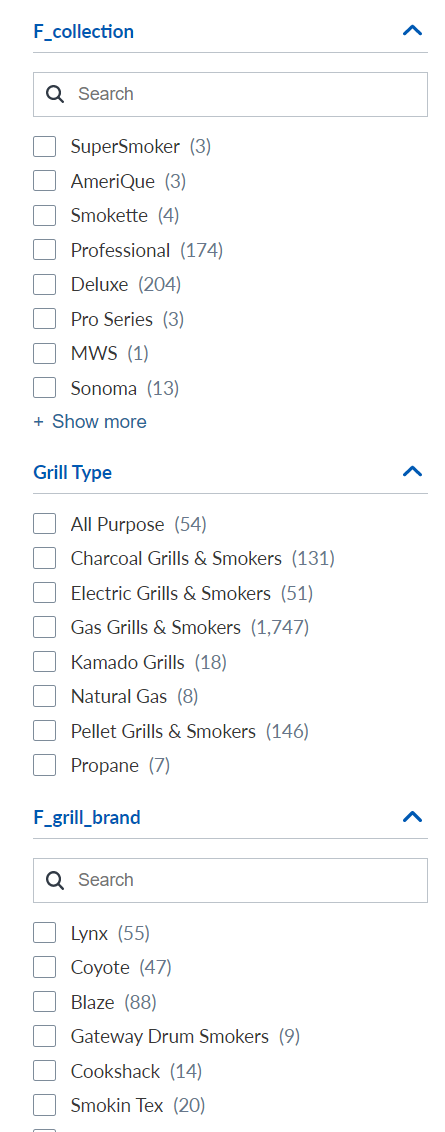 F_collection
Search
SuperSmoker (3)
AmeriQue (3)
Smokette (4)
Professional (174)
Deluxe (204)
Pro Series (3)
MWS (1)
Sonoma (13)
+ Show more
Grill Type
All Purpose (54)
Charcoal Grills & Smokers (131)
Electric Grills & Smokers (51)
Gas Grills & Smokers (1,747)
Kamado Grills (18)
Natural Gas (8)
Pellet Grills & Smokers (146)
Propane (7)
F_grill_brand
Search
Lynx (55)
Coyote (47)
Blaze (88)
Gateway Drum Smokers (9)
Cookshack (14)
Smokin Tex (20)